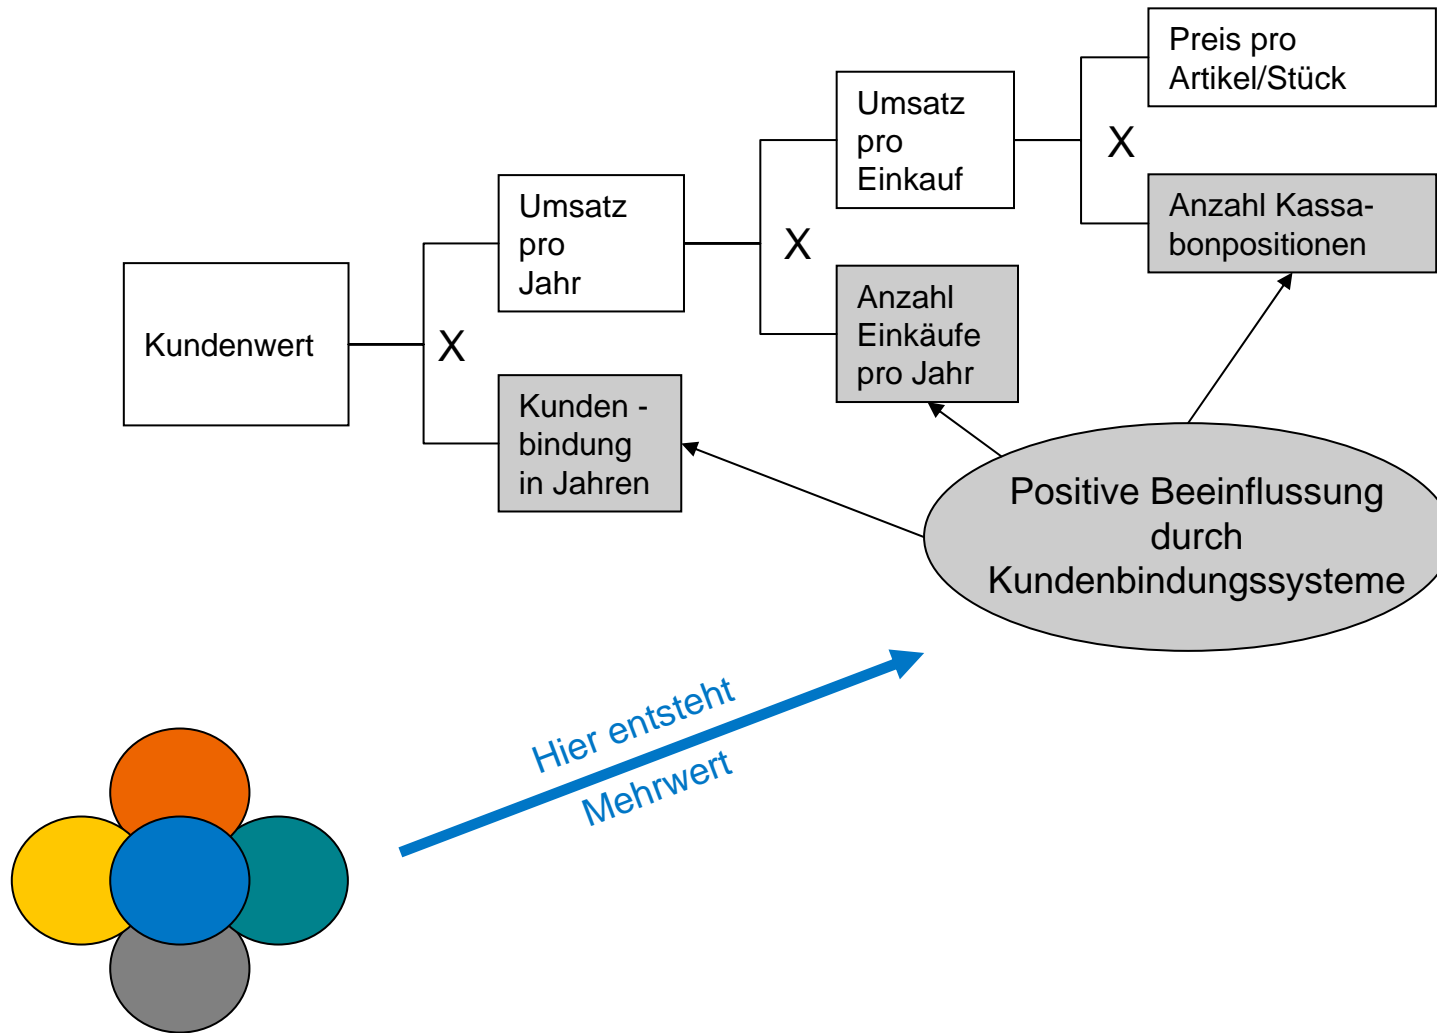 Preis pro
Artikel/Stück
Umsatz
pro
Einkauf
X
Umsatz
pro
Jahr
X
Anzahl Kassa-
bonpositionen
Kundenwert
X
Anzahl
Einkäufe
pro Jahr
Kunden -
bindung
in Jahren
Positive Beeinflussung
durch
Kundenbindungssysteme
Hier entsteht
Mehrwert